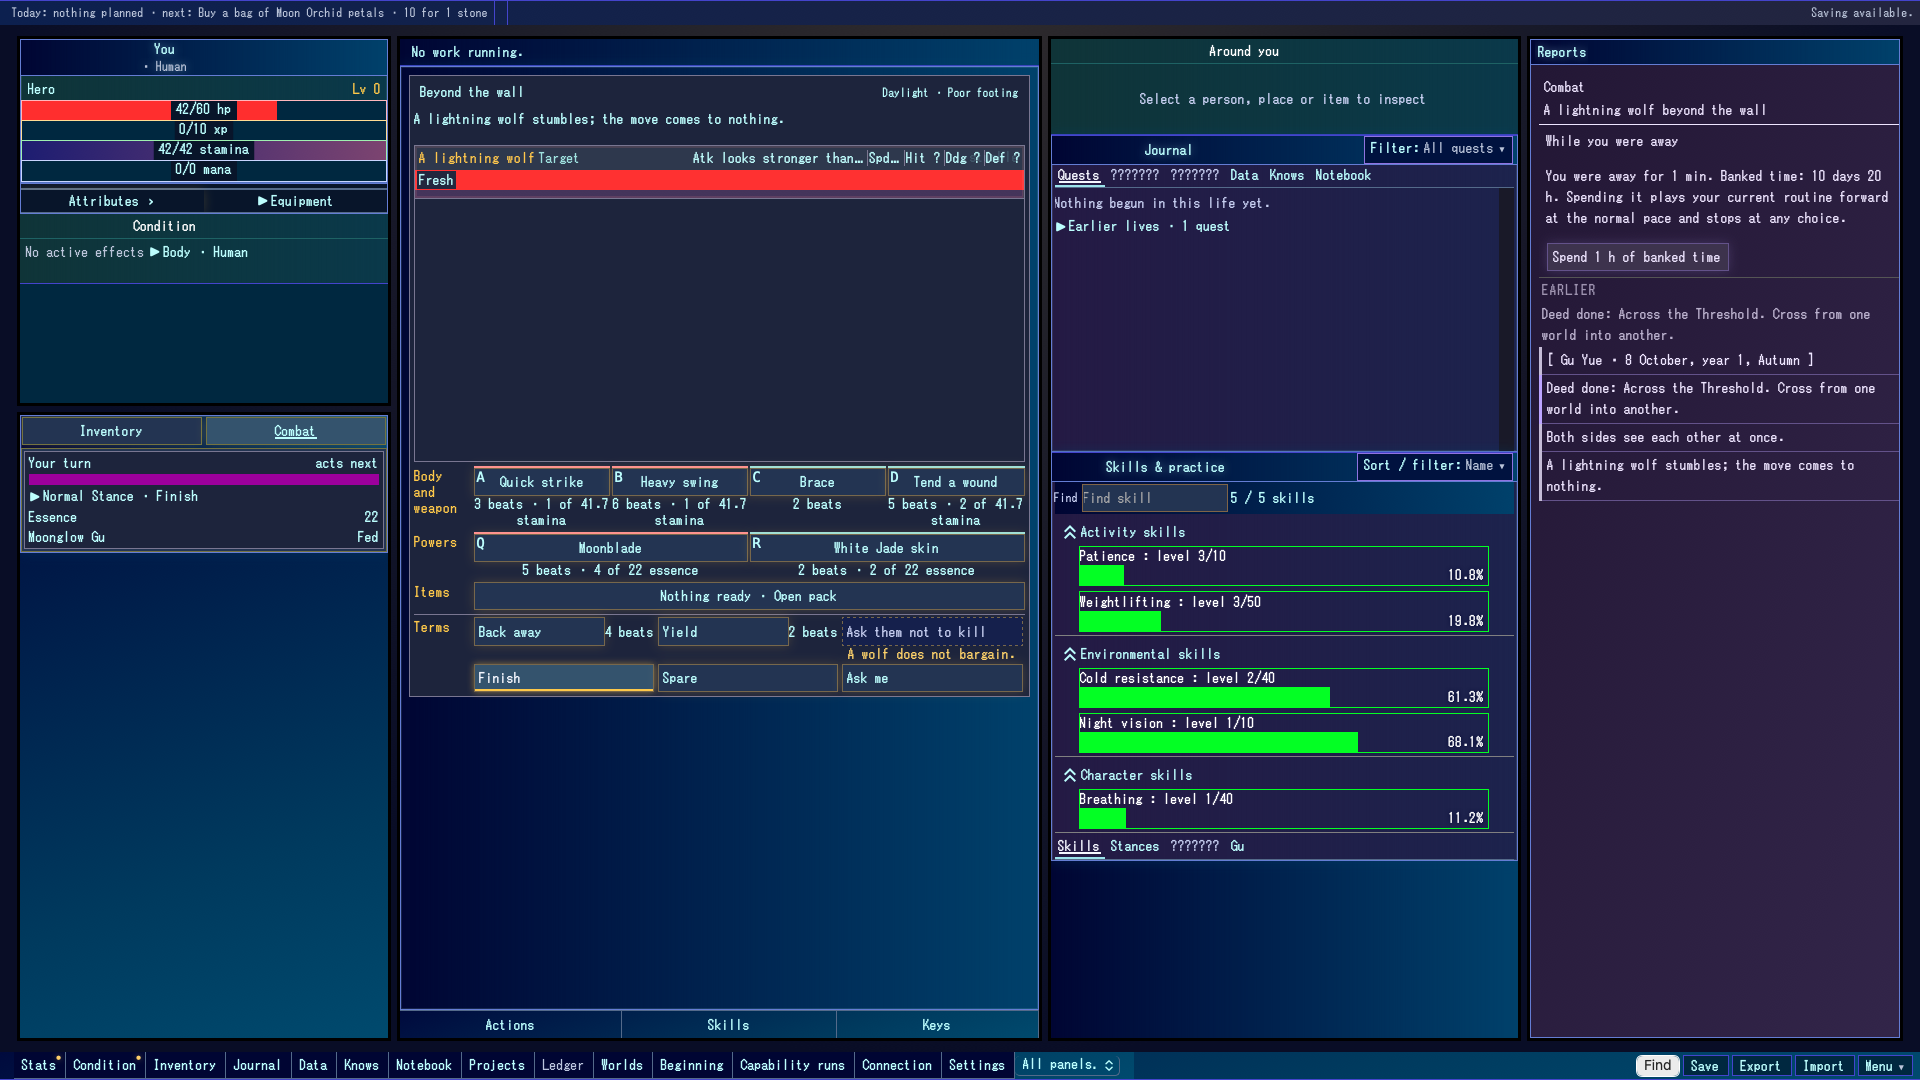 Today: nothing planned · next: Buy a bag of Moon Orchid petals · 10 for 1 stone
Saving available.
You
· Human
Hero Lv 0
42/60 hp
0/10 xp
42/42 stamina
0/0 mana
Attributes › ▶Equipment
Condition
No active effects ▶Body · Human
Inventory Combat
Your turn acts next
▶Normal Stance · Finish
Essence 22
Moonglow Gu Fed
No work running.
Beyond the wall Daylight · Poor footing
A lightning wolf stumbles; the move comes to nothing.
A lightning wolf Target Atk looks stronger than… Spd… Hit ? Ddg ? Def ?
Fresh
Body and weapon
A Quick strike
3 beats · 1 of 41.7 stamina
B Heavy swing
6 beats · 1 of 41.7 stamina
C Brace
2 beats
D Tend a wound
5 beats · 2 of 41.7 stamina
Powers
Q Moonblade
5 beats · 4 of 22 essence
R White Jade skin
2 beats · 2 of 22 essence
Items Nothing ready · Open pack
Terms Back away 4 beats Yield 2 beats Ask them not to kill
A wolf does not bargain.
Finish Spare Ask me
Actions Skills Keys
Around you
Select a person, place or item to inspect
Journal Filter: All quests ▾
Quests ??????? ??????? Data Knows Notebook
Nothing begun in this life yet.
▶Earlier lives · 1 quest
Skills & practice Sort / filter: Name ▾
Find Find skill 5 / 5 skills
Activity skills
Patience : level 3/10
10.8%
Weightlifting : level 3/50
19.8%
Environmental skills
Cold resistance : level 2/40
61.3%
Night vision : level 1/10
68.1%
Character skills
Breathing : level 1/40
11.2%
Skills Stances ??????? Gu
Reports
Combat
A lightning wolf beyond the wall
While you were away
You were away for 1 min. Banked time: 10 days 20
h. Spending it plays your current routine forward
at the normal pace and stops at any choice.
Spend 1 h of banked time
EARLIER
Deed done: Across the Threshold. Cross from one
world into another.
[ Gu Yue · 8 October, year 1, Autumn ]
Deed done: Across the Threshold. Cross from one
world into another.
Both sides see each other at once.
A lightning wolf stumbles; the move comes to
nothing.
Stats Condition Inventory Journal Data Knows Notebook Projects Ledger Worlds Beginning Capability runs Connection Settings All panels.
Find Save Export Import Menu ▾